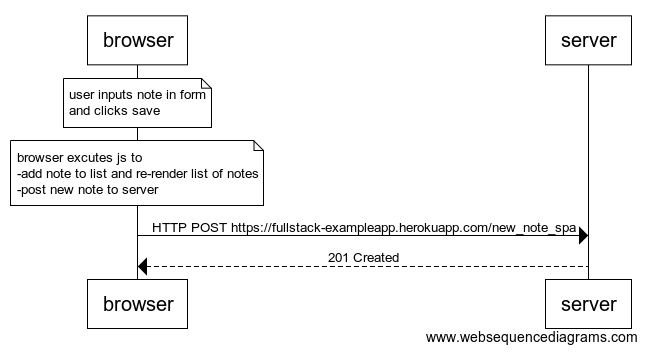 browser
server
user inputs note in form
and clicks save
browser excutes js to
-add note to list and re-render list of notes
-post new note to server
HTTP POST https://fullstack-exampleapp.herokuapp.com/new_note_spa
201 Created
browser
server
www.websequencediagrams.com